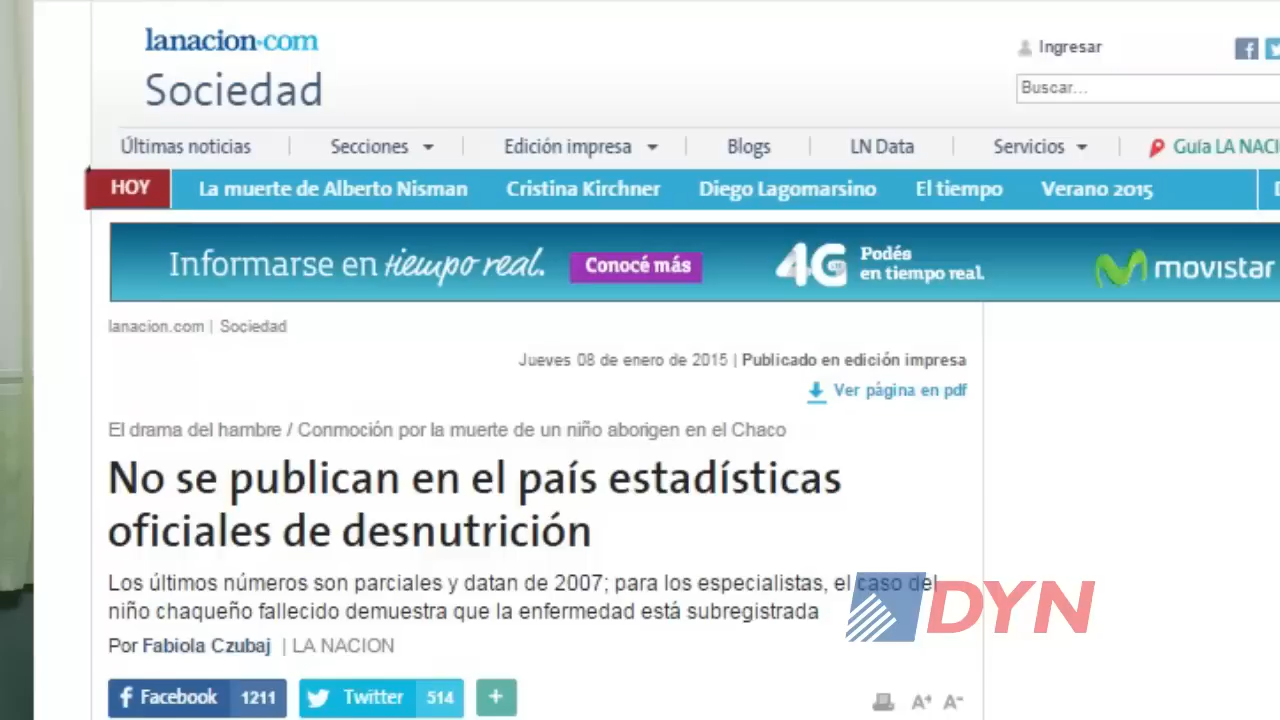 lanacion.com
Sociedad
Ingresar
Buscar...
Últimas noticias
Secciones
Edición impresa
Blogs
LN Data
Servicios
Guía LA NACI
HOY
La muerte de Alberto Nisman
Cristina Kirchner
Diego Lagomarsino
El tiempo
Verano 2015
Informarse en tiempo real.
Conocé más
4G
Podés
en tiempo real.
movistar
lanacion.com | Sociedad
Jueves 08 de enero de 2015 | Publicado en edición impresa
Ver página en pdf
El drama del hambre / Conmoción por la muerte de un niño aborigen en el Chaco
No se publican en el país estadísticas
oficiales de desnutrición
Los últimos números son parciales y datan de 2007; para los especialistas, el caso del
niño chaqueño fallecido demuestra que la enfermedad está subregistrada
DYN
Por Fabiola Czubaj | LA NACION
Facebook 1211
Twitter 514
+
A+ A-